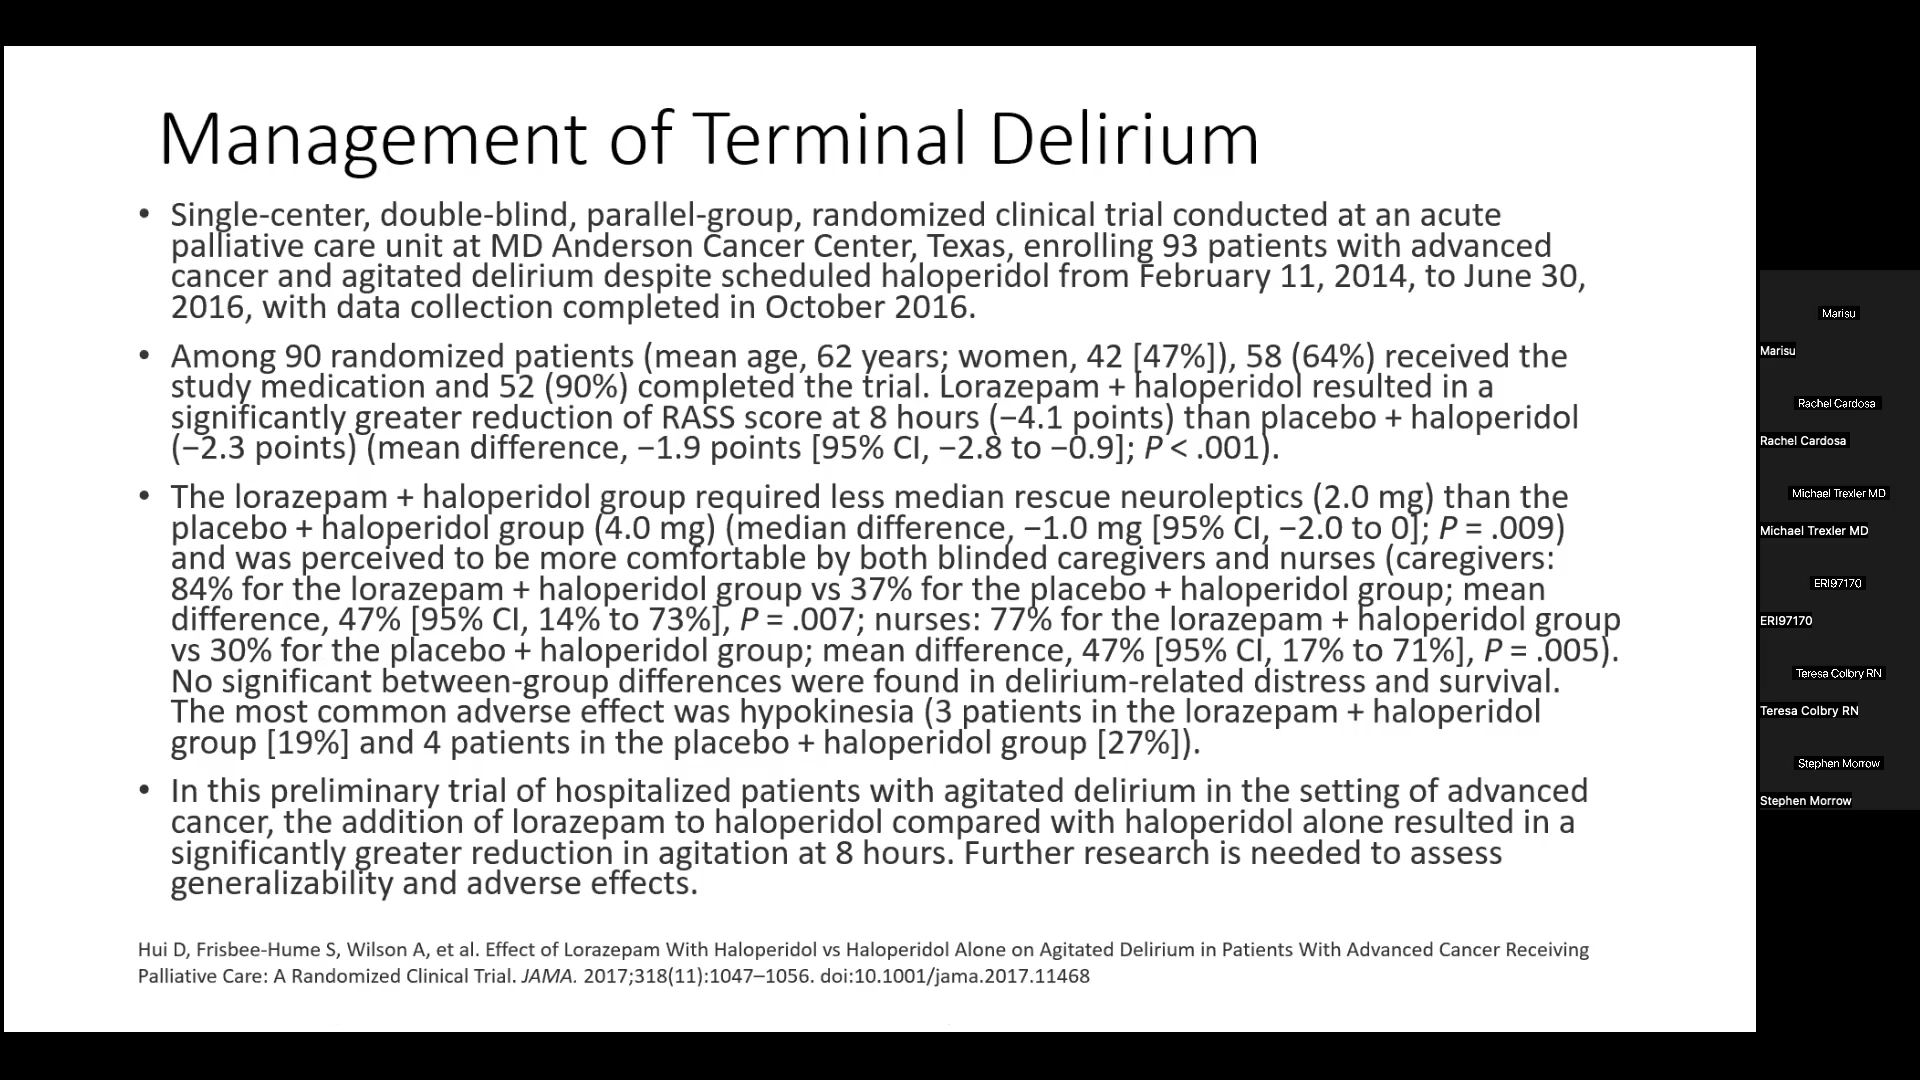 Management of Terminal Delirium
• Single-center, double-blind, parallel-group, randomized clinical trial conducted at an acute
palliative care unit at MD Anderson Cancer Center, Texas, enrolling 93 patients with advanced
cancer and agitated delirium despite scheduled haloperidol from February 11, 2014, to June 30,
2016, with data collection completed in October 2016.
• Among 90 randomized patients (mean age, 62 years; women, 42 [47%]), 58 (64%) received the
study medication and 52 (90%) completed the trial. Lorazepam + haloperidol resulted in a
significantly greater reduction of RASS score at 8 hours (−4.1 points) than placebo + haloperidol
(−2.3 points) (mean difference, −1.9 points [95% CI, −2.8 to −0.9]; P < .001).
• The lorazepam + haloperidol group required less median rescue neuroleptics (2.0 mg) than the
placebo + haloperidol group (4.0 mg) (median difference, −1.0 mg [95% CI, −2.0 to 0]; P = .009)
and was perceived to be more comfortable by both blinded caregivers and nurses (caregivers:
84% for the lorazepam + haloperidol group vs 37% for the placebo + haloperidol group; mean
difference, 47% [95% CI, 14% to 73%], P = .007; nurses: 77% for the lorazepam + haloperidol group
vs 30% for the placebo + haloperidol group; mean difference, 47% [95% CI, 17% to 71%], P = .005).
No significant between-group differences were found in delirium-related distress and survival.
The most common adverse effect was hypokinesia (3 patients in the lorazepam + haloperidol
group [19%] and 4 patients in the placebo + haloperidol group [27%]).
• In this preliminary trial of hospitalized patients with agitated delirium in the setting of advanced
cancer, the addition of lorazepam to haloperidol compared with haloperidol alone resulted in a
significantly greater reduction in agitation at 8 hours. Further research is needed to assess
generalizability and adverse effects.
Hui D, Frisbee-Hume S, Wilson A, et al. Effect of Lorazepam With Haloperidol vs Haloperidol Alone on Agitated Delirium in Patients With Advanced Cancer Receiving
Palliative Care: A Randomized Clinical Trial. JAMA. 2017;318(11):1047–1056. doi:10.1001/jama.2017.11468
Marisu
Marisu
Rachel Cardosa
Rachel Cardosa
Michael Trexler MD
Michael Trexler MD
ERI97170
ERI97170
Teresa Colbry RN
Teresa Colbry RN
Stephen Morrow
Stephen Morrow